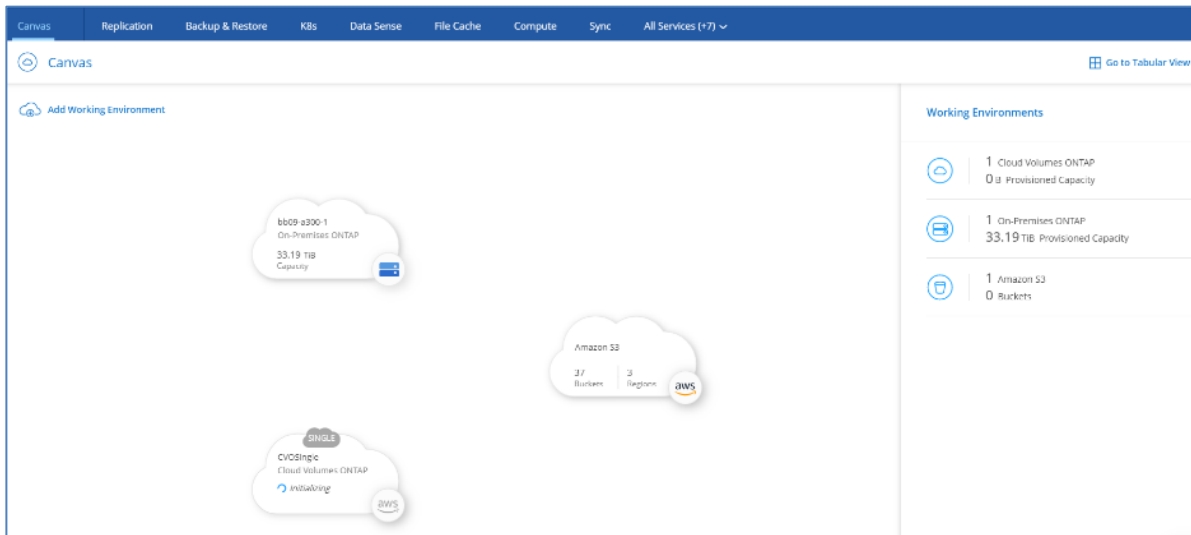 Canvas Replication Backup & Restore K8s Data Sense File Cache Compute Sync All Services (+7)
Canvas
Go to Tabular View
Add Working Environment
bb09-a300-1
On-Premises ONTAP
33.19 TiB
Capacity
Amazon S3
37 3
Buckets Regions
aws
SINGLE
CVOSingle
Cloud Volumes ONTAP
Initializing
aws
Working Environments
1 Cloud Volumes ONTAP
0 B Provisioned Capacity
1 On-Premises ONTAP
33.19 TiB Provisioned Capacity
1 Amazon S3
0 Buckets